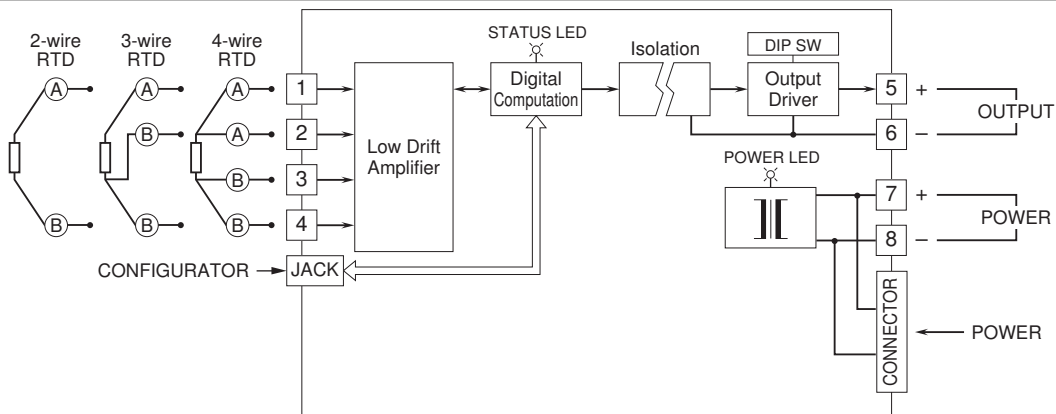 2-wire
RTD
3-wire
RTD
4-wire
RTD
A
B
A
B
B
A
A
B
B
1
2
3
4
Low Drift
Amplifier
CONFIGURATOR
JACK
STATUS LED
Digital
Computation
Isolation
DIP SW
Output
Driver
5
+
6
−
OUTPUT
POWER LED
7
+
8
−
POWER
CONNECTOR
POWER